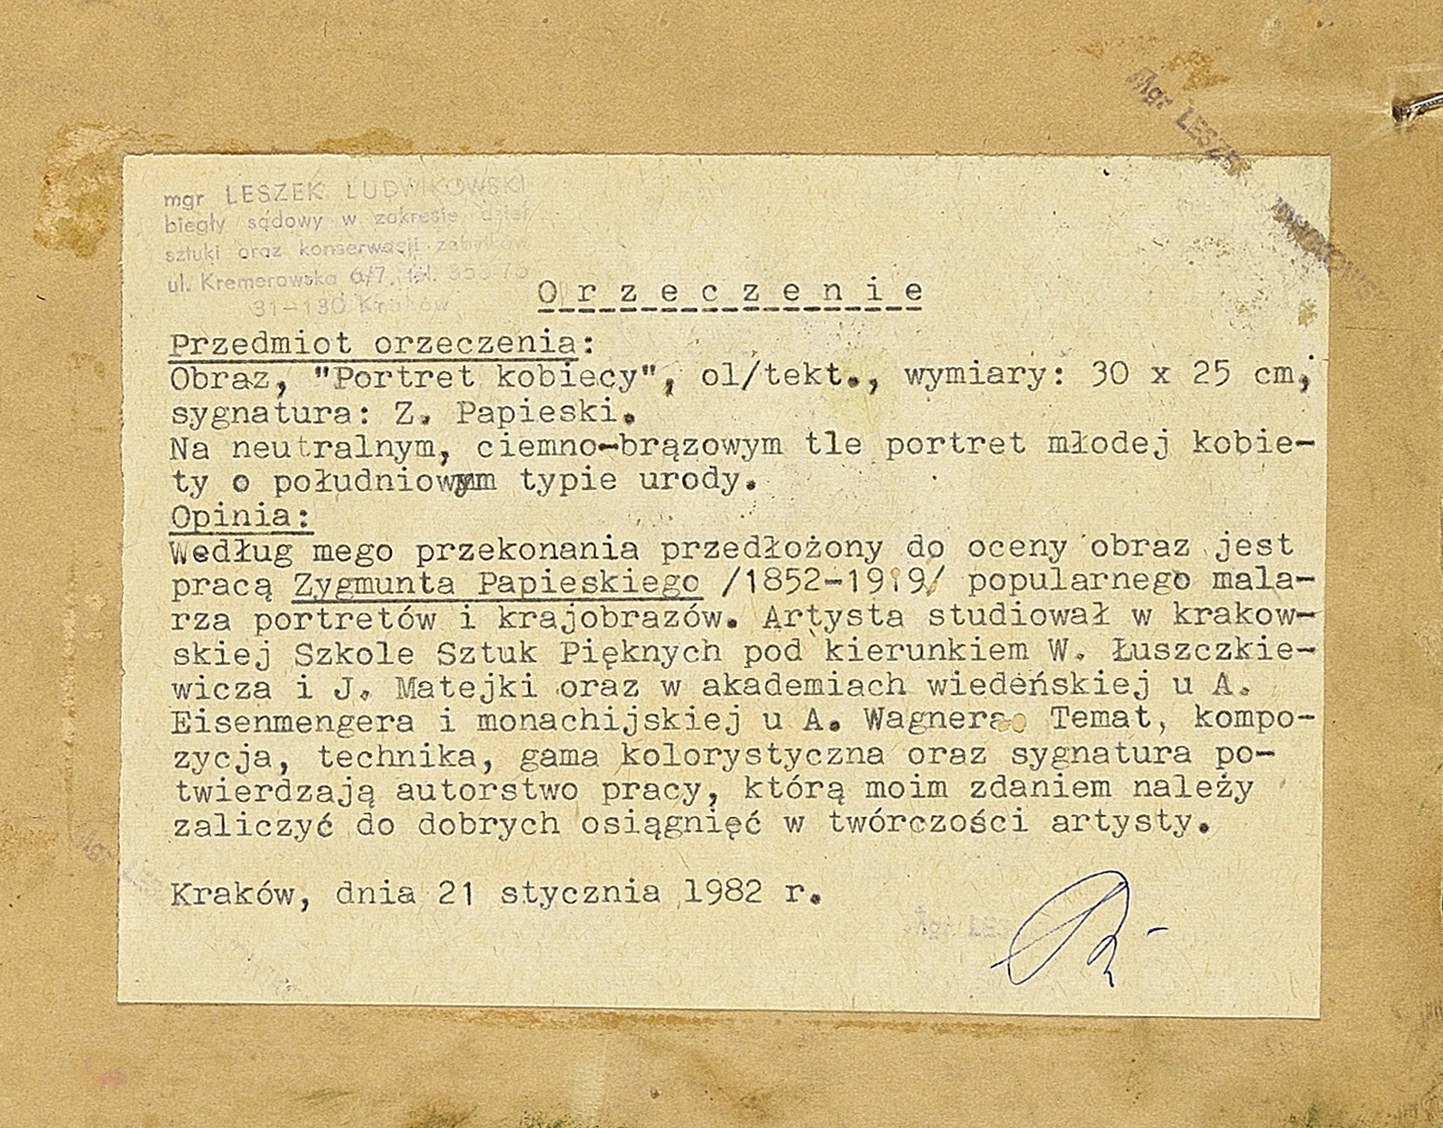 mgr LESZEK LUDWIKOWSKI
biegły sądowy w zakresie dzieł
sztuki oraz konserwacji zabytków
ul. Kremerowska 6/7, tel.
31-130 Kraków
Orzeczenie
Przedmiot orzeczenia:
Obraz, "Portret kobiecy", ol/tekt., wymiary: 30 x 25 cm,
sygnatura: Z. Papieski.
Na neutralnym, ciemno-brązowym tle portret młodej kobie-
ty o południowym typie urody.
Opinia:
Według mego przekonania przedłożony do oceny obraz jest
pracą Zygmunta Papieskiego /1852-1919/ popularnego mala-
rza portretów i krajobrazów. Artysta studiował w krakow-
skiej Szkole Sztuk Pięknych pod kierunkiem W. Łuszczkie-
wicza i J. Matejki oraz w akademiach wiedeńskiej u A.
Eisenmengera i monachijskiej u A. Wagnera. Temat, kompo-
zycja, technika, gama kolorystyczna oraz sygnatura po-
twierdzają autorstwo pracy, którą moim zdaniem należy
zaliczyć do dobrych osiągnięć w twórczości artysty.
Kraków, dnia 21 stycznia 1982 r.
Mgr LESZEK LUDWIKOWSKI